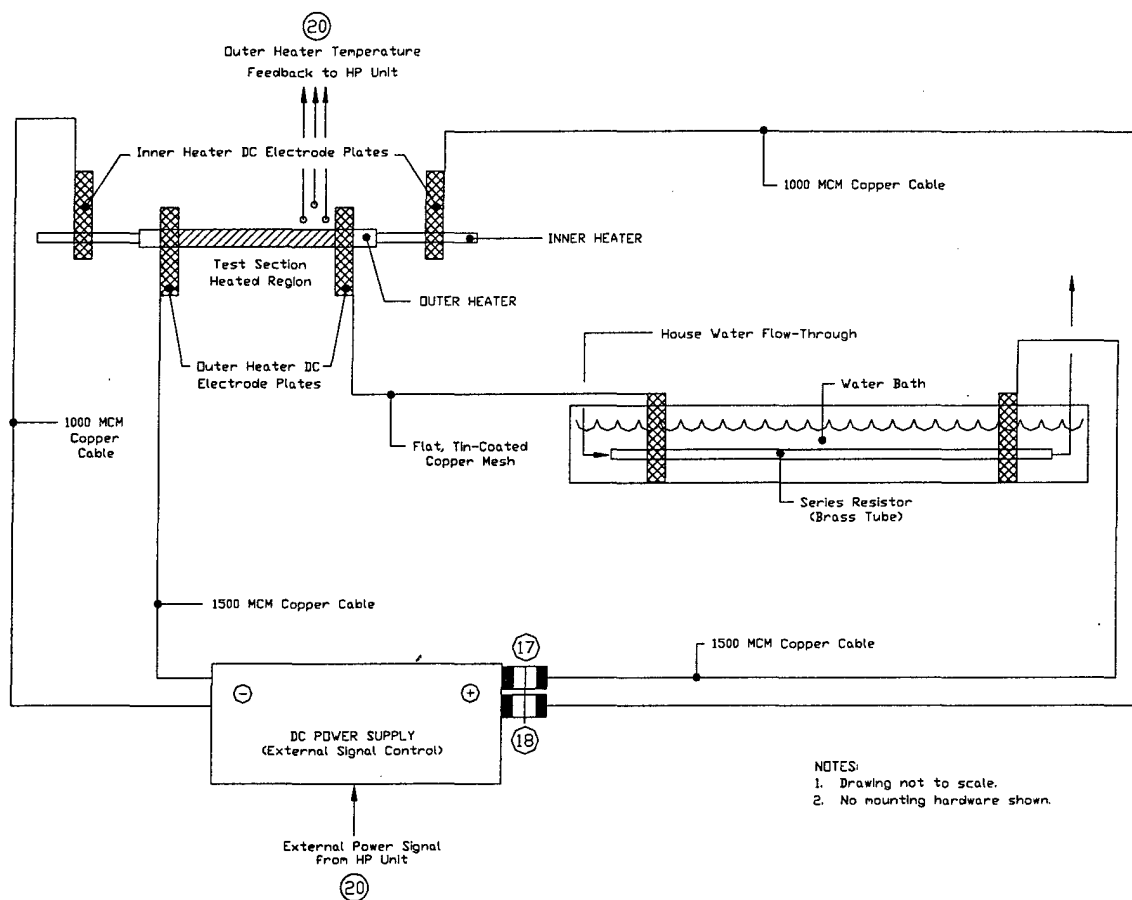 20
Outer Heater Temperature
Feedback to HP Unit
Inner Heater DC Electrode Plates
1000 MCM Copper Cable
INNER HEATER
Test Section
Heated Region
OUTER HEATER
House Water Flow-Through
Outer Heater DC
Electrode Plates
Water Bath
1000 MCM
Copper
Cable
Flat, Tin-Coated
Copper Mesh
Series Resistor
(Brass Tube)
1500 MCM Copper Cable
1500 MCM Copper Cable
17
- +
DC POWER SUPPLY
(External Signal Control)
18
NOTES:
1. Drawing not to scale.
2. No mounting hardware shown.
External Power Signal
from HP Unit
20